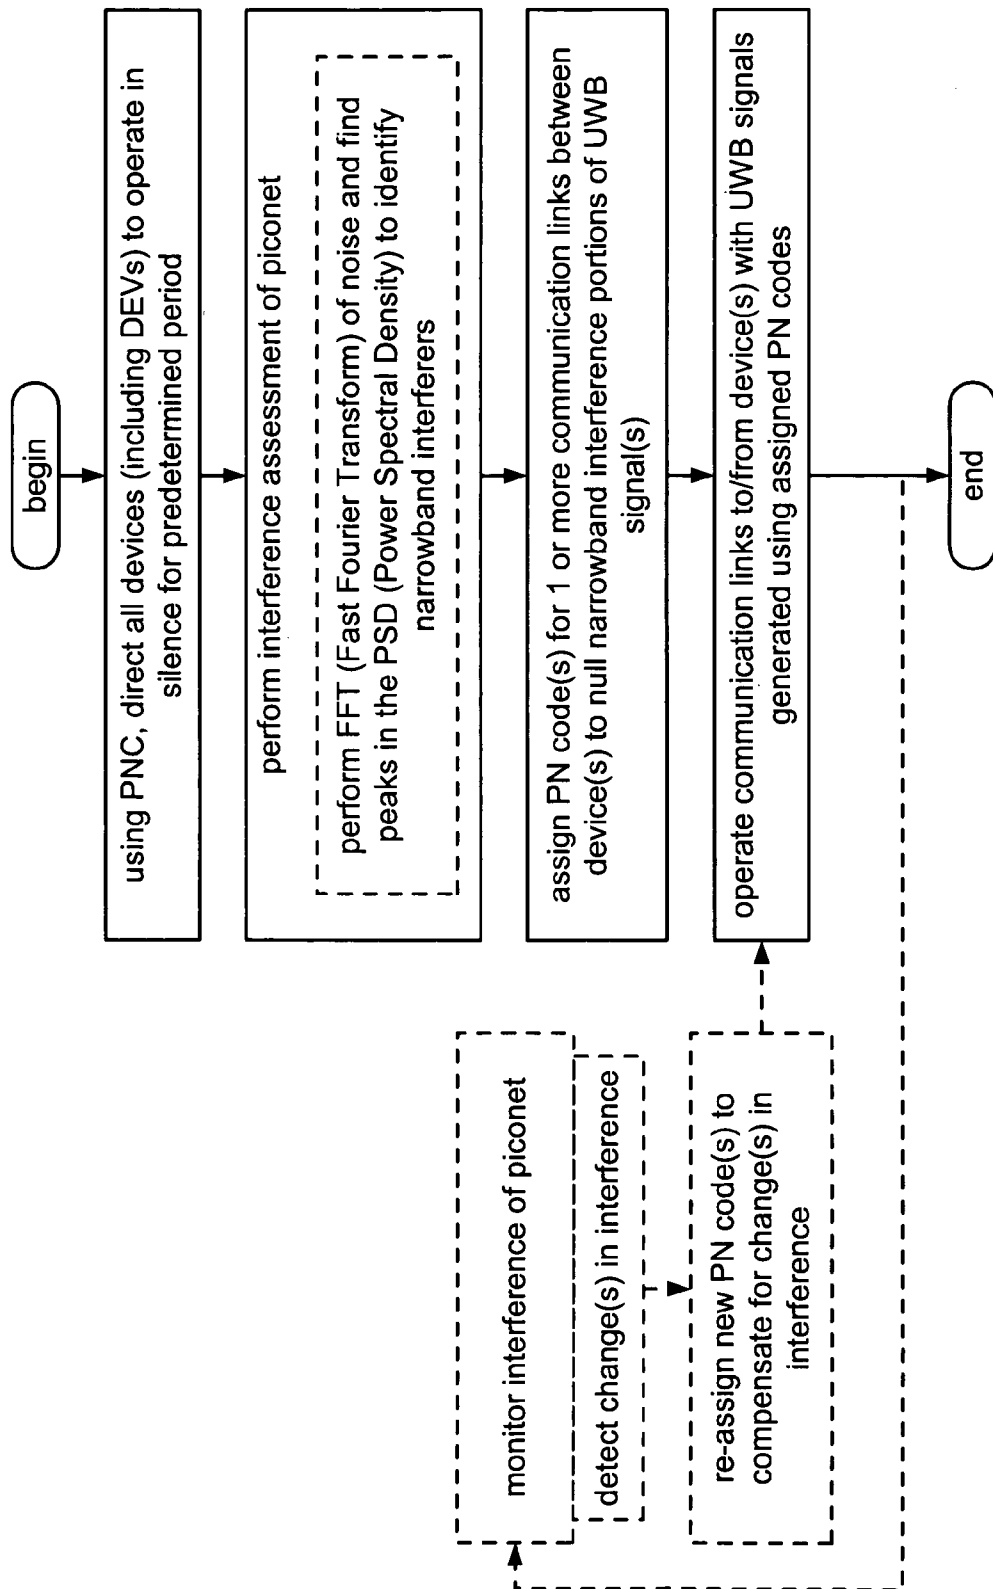 begin
using PNC, direct all devices (including DEVs) to operate in
silence for predetermined period
perform interference assessment of piconet
perform FFT (Fast Fourier Transform) of noise and find
peaks in the PSD (Power Spectral Density) to identify
narrowband interferers
assign PN code(s) for 1 or more communication links between
device(s) to null narrowband interference portions of UWB
signal(s)
operate communication links to/from device(s) with UWB signals
generated using assigned PN codes
end
monitor interference of piconet
detect change(s) in interference
re-assign new PN code(s) to
compensate for change(s) in
interference